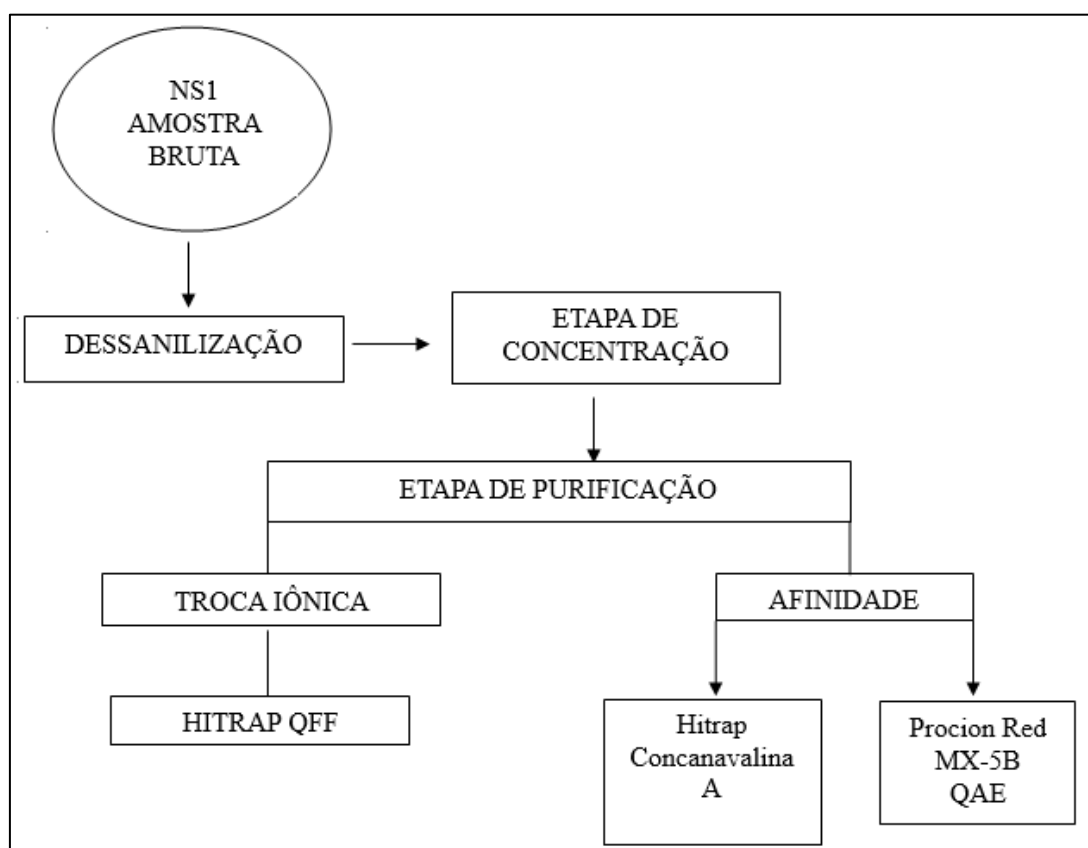 NS1
AMOSTRA
BRUTA
DESSANILIZAÇÃO
ETAPA DE
CONCENTRAÇÃO
ETAPA DE PURIFICAÇÃO
TROCA IÔNICA
AFINIDADE
HITRAP QFF
Hitrap
Concanavalina
A
Procion Red
MX-5B
QAE